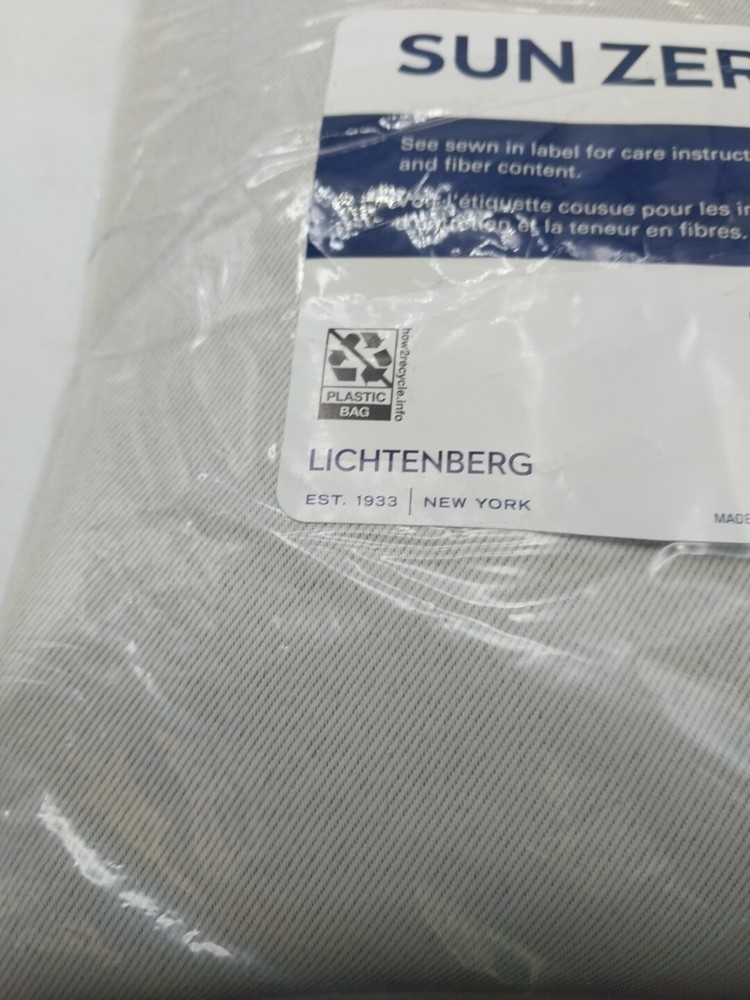 SUN ZER
See sewn in label for care instruct
and fiber content.
l'étiquette cousue pour les in
et la teneur en fibres.
how2recycle.info
PLASTIC
BAG
LICHTENBERG
EST. 1933 | NEW YORK
MADE